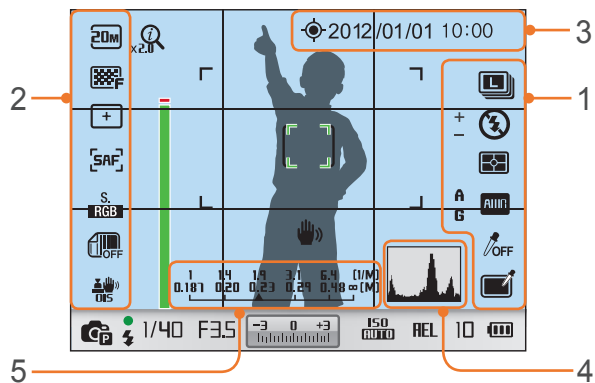 2012/01/01 10:00
3
20M
x2.0
i
2
F
L
1
+
−
SAF
S.
RGB
A
G
AWB
OFF
OFF
OIS
1 1.4 1.9 3.1 6.4 [1/M]
0.187 0.20 0.23 0.29 0.48 ∞ [M]
P
1/40
F3.5
−3 0 +3
ISO
AUTO
AEL
10
5
4